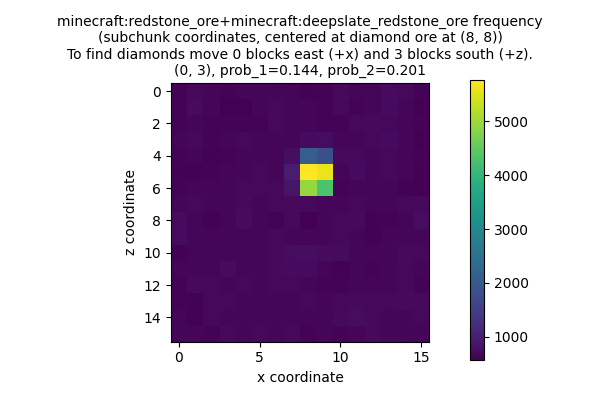 minecraft:redstone_ore+minecraft:deepslate_redstone_ore frequency
(subchunk coordinates, centered at diamond ore at (8, 8))
To find diamonds move 0 blocks east (+x) and 3 blocks south (+z).
(0, 3), prob_1=0.144, prob_2=0.201
0
2
4
6
8
10
12
14
z coordinate
0
5
10
15
x coordinate
5000
4000
3000
2000
1000